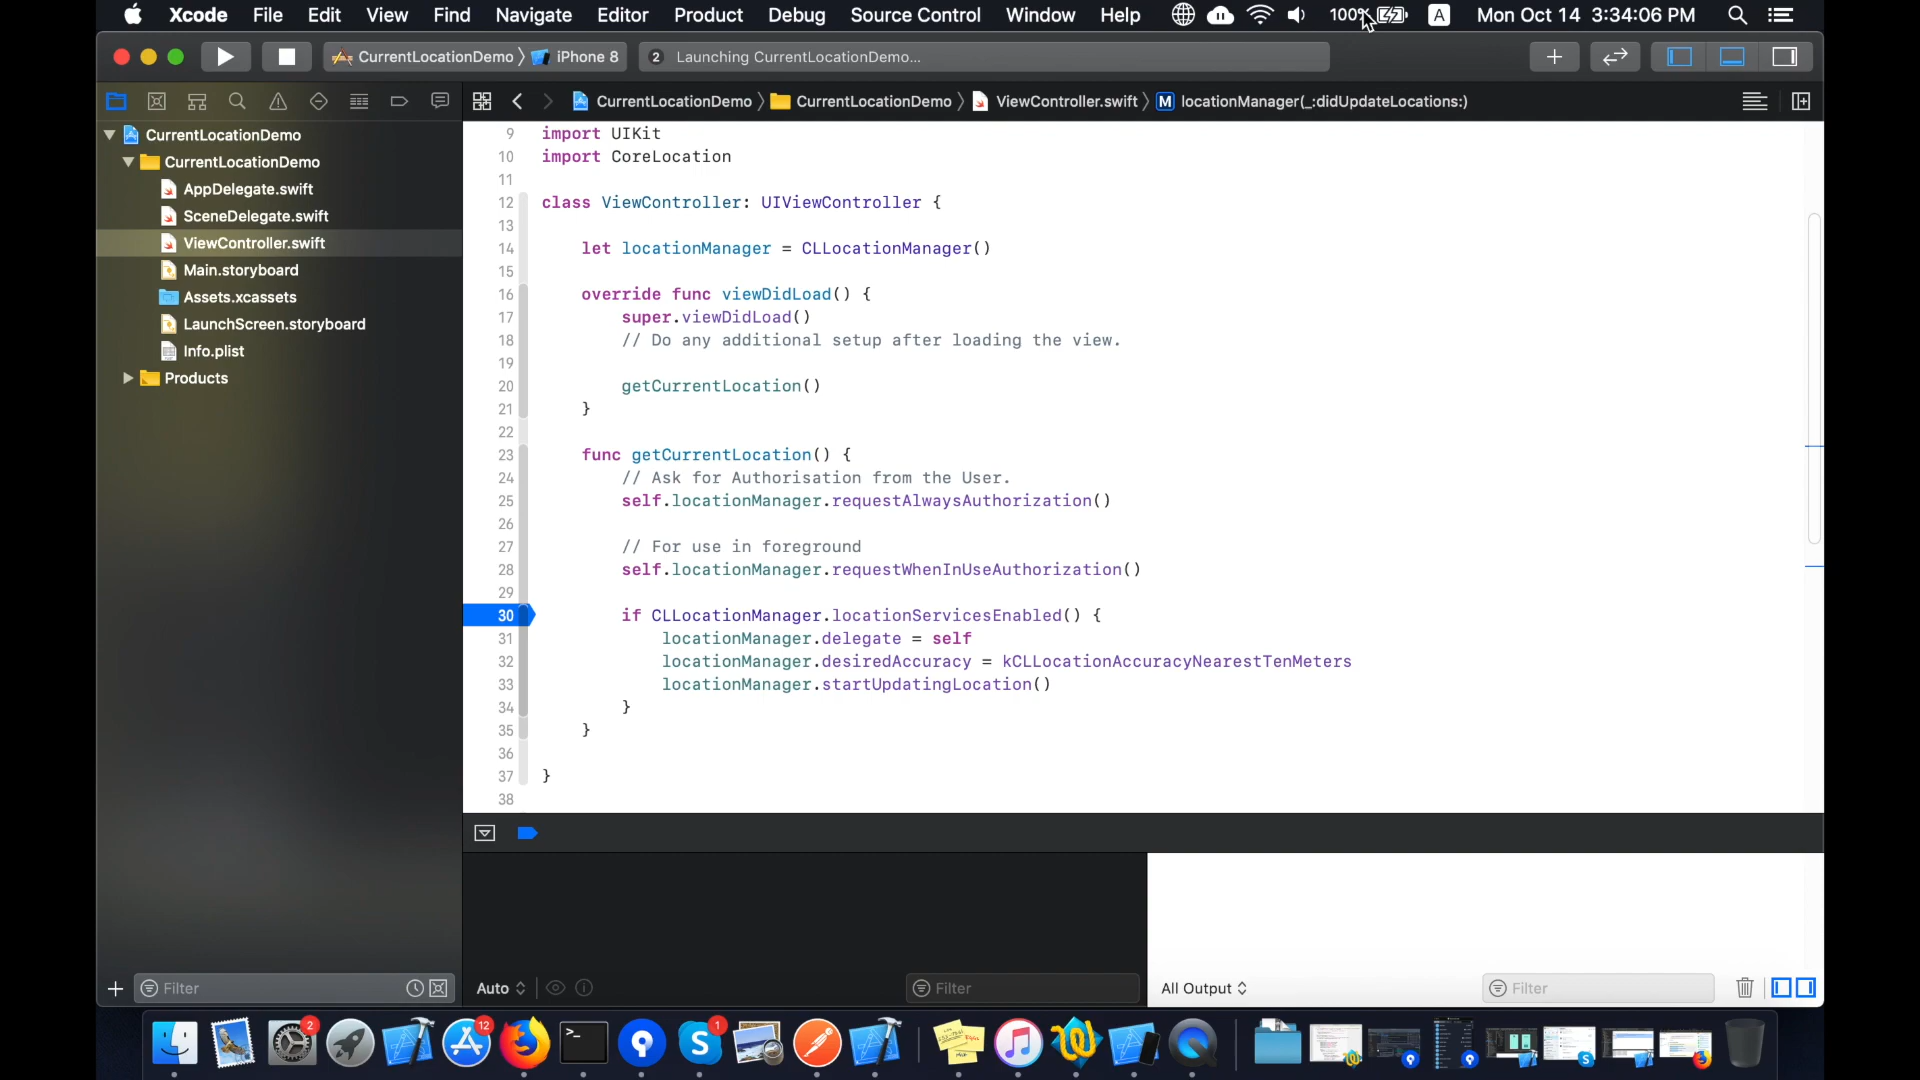 Xcode File Edit View Find Navigate Editor Product Debug Source Control Window Help 100% A Mon Oct 14 3:34:06 PM
CurrentLocationDemo iPhone 8 2 Launching CurrentLocationDemo...
CurrentLocationDemo CurrentLocationDemo ViewController.swift M locationManager(_:didUpdateLocations:)
CurrentLocationDemo
CurrentLocationDemo
AppDelegate.swift
SceneDelegate.swift
ViewController.swift
Main.storyboard
Assets.xcassets
LaunchScreen.storyboard
Info.plist
Products
9 import UIKit
10 import CoreLocation
11
12 class ViewController: UIViewController {
13
14 let locationManager = CLLocationManager()
15
16 override func viewDidLoad() {
17 super.viewDidLoad()
18 // Do any additional setup after loading the view.
19
20 getCurrentLocation()
21 }
22
23 func getCurrentLocation() {
24 // Ask for Authorisation from the User.
25 self.locationManager.requestAlwaysAuthorization()
26
27 // For use in foreground
28 self.locationManager.requestWhenInUseAuthorization()
29
30 if CLLocationManager.locationServicesEnabled() {
31 locationManager.delegate = self
32 locationManager.desiredAccuracy = kCLLocationAccuracyNearestTenMeters
33 locationManager.startUpdatingLocation()
34 }
35 }
36
37 }
38
Filter Auto Filter All Output Filter
2 12 1